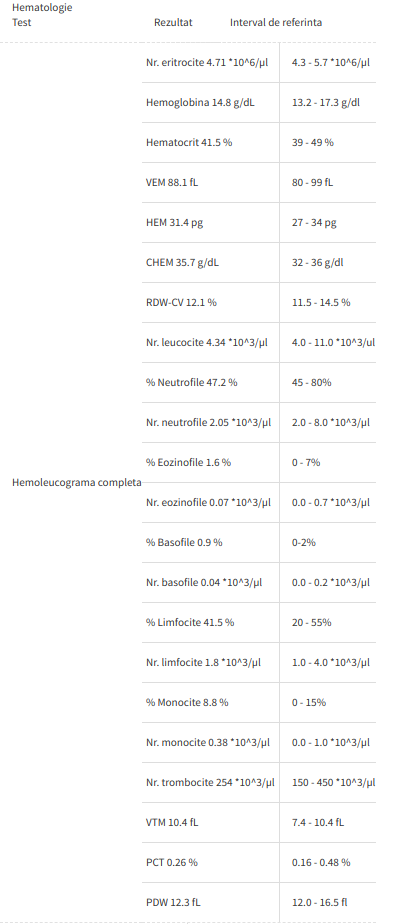 Hematologie
Test Rezultat Interval de referinta
Nr. eritrocite 4.71 *10^6/µl 4.3 - 5.7 *10^6/µl
Hemoglobina 14.8 g/dL 13.2 - 17.3 g/dl
Hematocrit 41.5 % 39 - 49 %
VEM 88.1 fL 80 - 99 fL
HEM 31.4 pg 27 - 34 pg
CHEM 35.7 g/dL 32 - 36 g/dl
RDW-CV 12.1 % 11.5 - 14.5 %
Nr. leucocite 4.34 *10^3/µl 4.0 - 11.0 *10^3/ul
% Neutrofile 47.2 % 45 - 80%
Nr. neutrofile 2.05 *10^3/µl 2.0 - 8.0 *10^3/µl
% Eozinofile 1.6 % 0 - 7%
Hemoleucograma completa
Nr. eozinofile 0.07 *10^3/µl 0.0 - 0.7 *10^3/µl
% Basofile 0.9 % 0-2%
Nr. basofile 0.04 *10^3/µl 0.0 - 0.2 *10^3/µl
% Limfocite 41.5 % 20 - 55%
Nr. limfocite 1.8 *10^3/µl 1.0 - 4.0 *10^3/µl
% Monocite 8.8 % 0 - 15%
Nr. monocite 0.38 *10^3/µl 0.0 - 1.0 *10^3/µl
Nr. trombocite 254 *10^3/µl 150 - 450 *10^3/µl
VTM 10.4 fL 7.4 - 10.4 fL
PCT 0.26 % 0.16 - 0.48 %
PDW 12.3 fL 12.0 - 16.5 fl